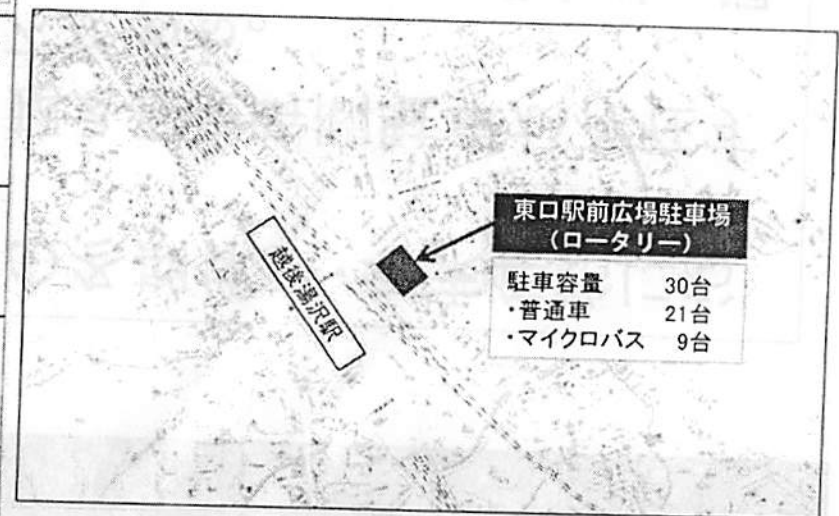 東口駅前広場駐車場
(ロータリー)
駐車容量 30台
・普通車 21台
・マイクロバス 9台
越後湯沢駅